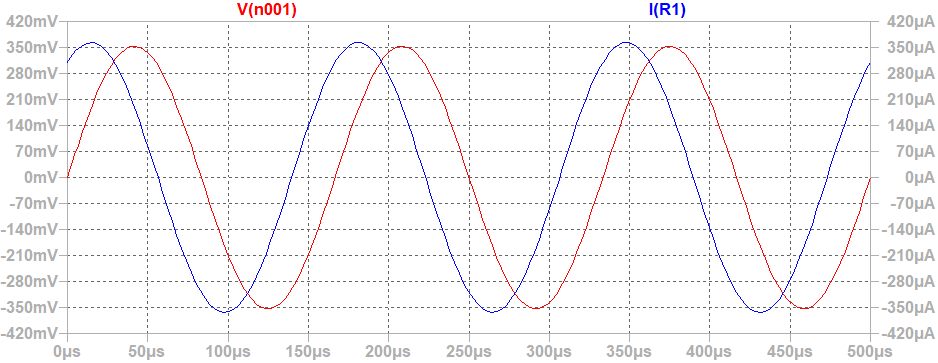 V(n001) I(R1)
420mV 420µA
350mV 350µA
280mV 280µA
210mV 210µA
140mV 140µA
70mV 70µA
0mV 0µA
-70mV -70µA
-140mV -140µA
-210mV -210µA
-280mV -280µA
-350mV -350µA
-420mV -420µA
0µs 50µs 100µs 150µs 200µs 250µs 300µs 350µs 400µs 450µs 500µs